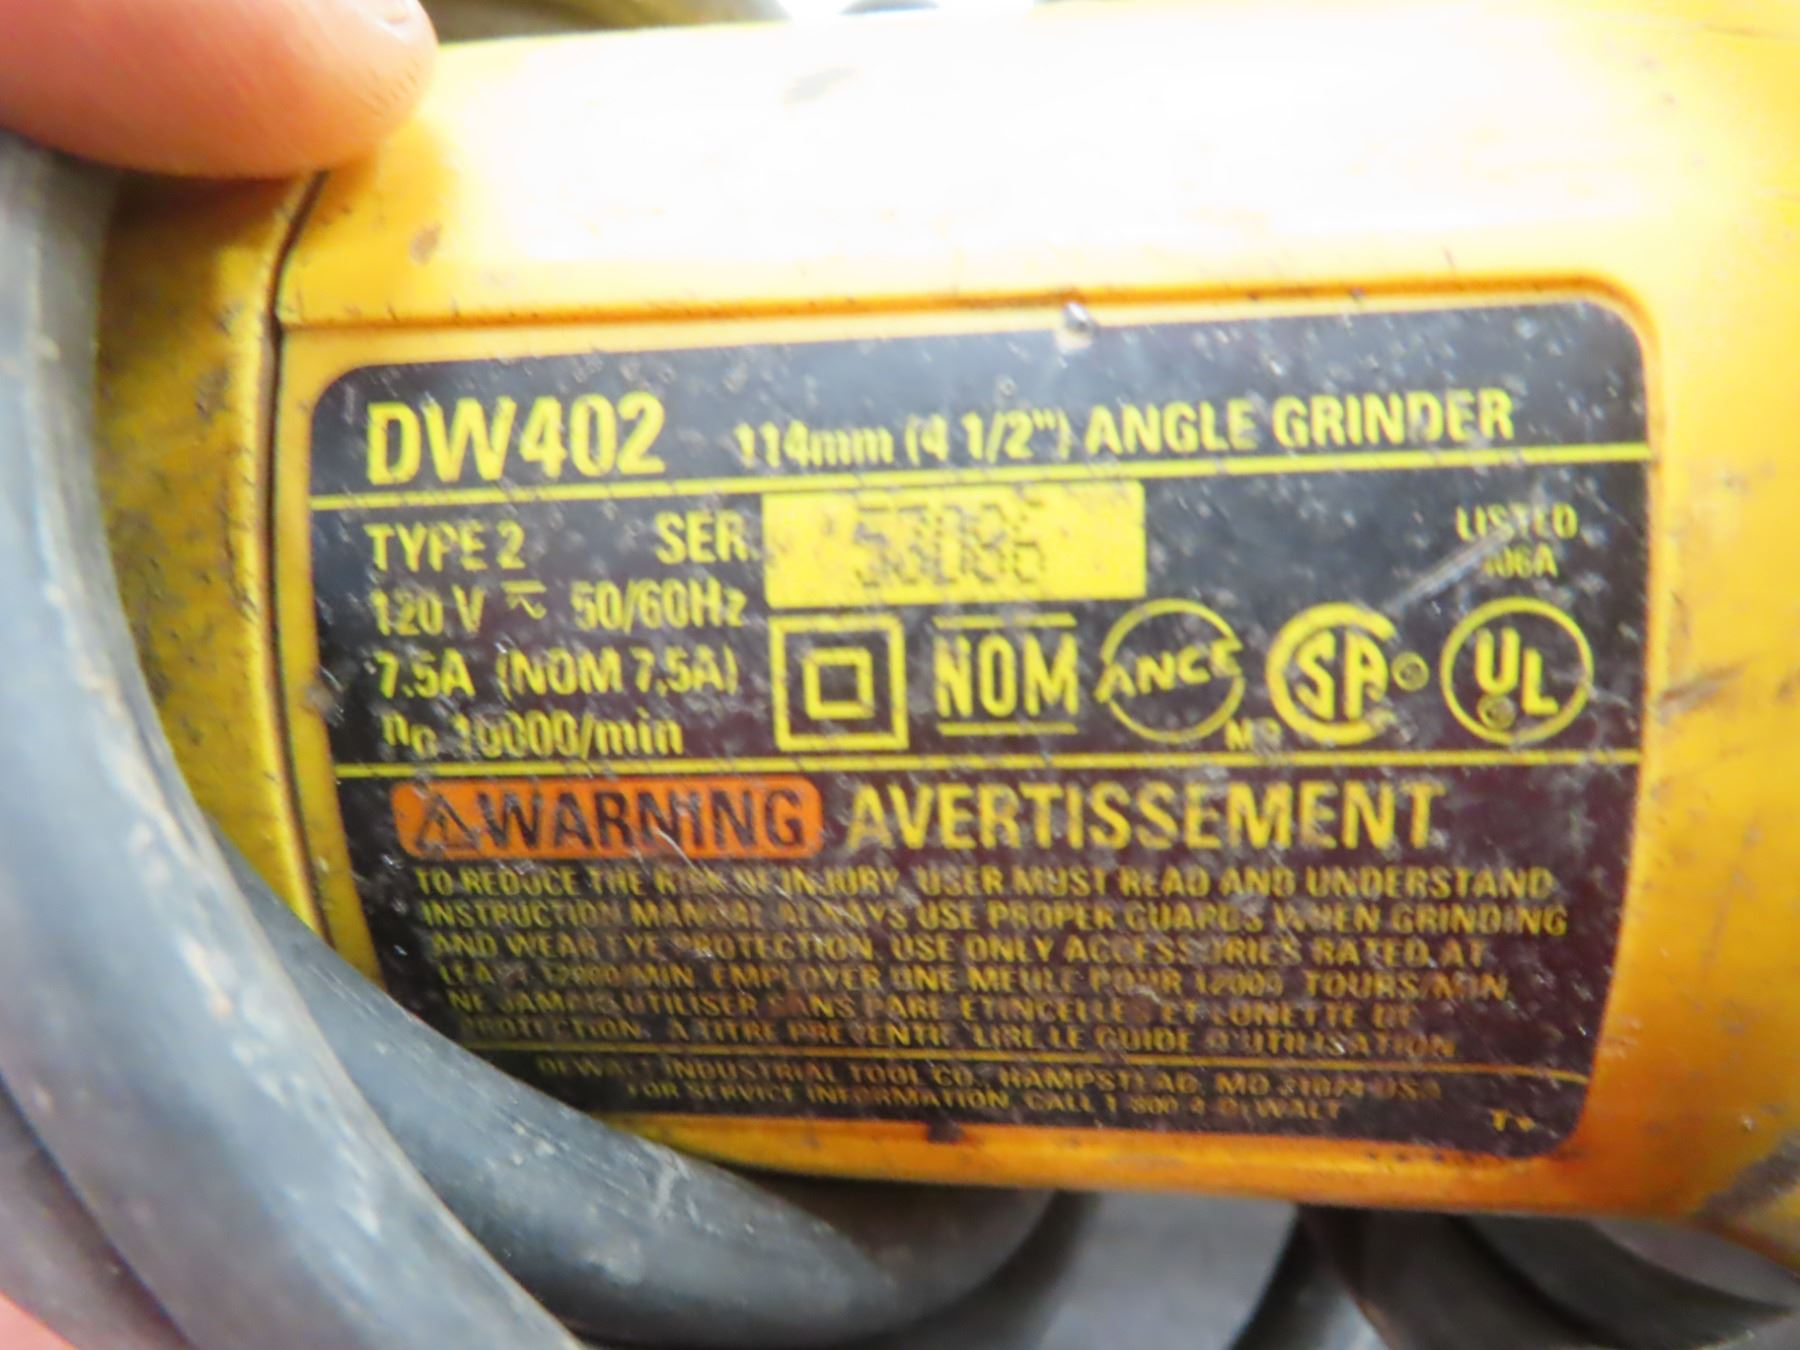 DW402 114mm (4 1/2") ANGLE GRINDER
TYPE 2 SER.
120 V 50/60Hz
7.5A (NOM 7,5A)
n₀ 10000/min
NOM ANCE SA UL
LISTED
WARNING AVERTISSEMENT
TO REDUCE THE RISK OF INJURY, USER MUST READ AND UNDERSTAND
INSTRUCTION MANUAL ALWAYS USE PROPER GUARDS WHEN GRINDING
AND WEAR EYE PROTECTION. USE ONLY ACCESSORIES RATED AT
LEAST 12000/MIN. EMPLOYER UNE MEULE POUR 12000 TOURS/MIN.
NE JAMAIS UTILISER SANS PARE ETINCELLES ET LUNETTE DE
PROTECTION. A TITRE PREVENTIF, LIRE LE GUIDE D'UTILISATION.
DEWALT INDUSTRIAL TOOL CO., HAMPSTEAD, MD 21074 USA
FOR SERVICE INFORMATION, CALL 1-800-4-DEWALT